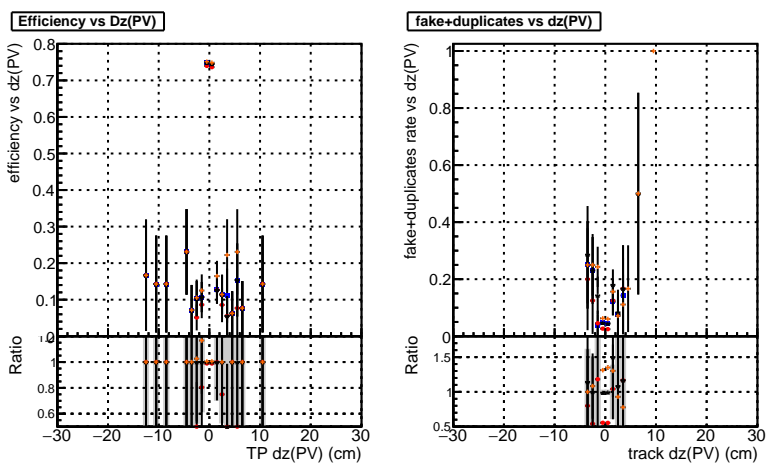 Efficiency vs Dz(PV)
efficiency vs dz(PV)
0.8
0.7
0.6
0.5
0.4
0.3
0.2
0.1
0
Ratio
1
0.8
0.6
−30 −20 −10 0 10 20 30
TP dz(PV) (cm)
fake+duplicates vs dz(PV)
fake+duplicates rate vs dz(PV)
1
0.8
0.6
0.4
0.2
0
Ratio
1.5
1
0.5
−30 −20 −10 0 10 20 30
track dz(PV) (cm)